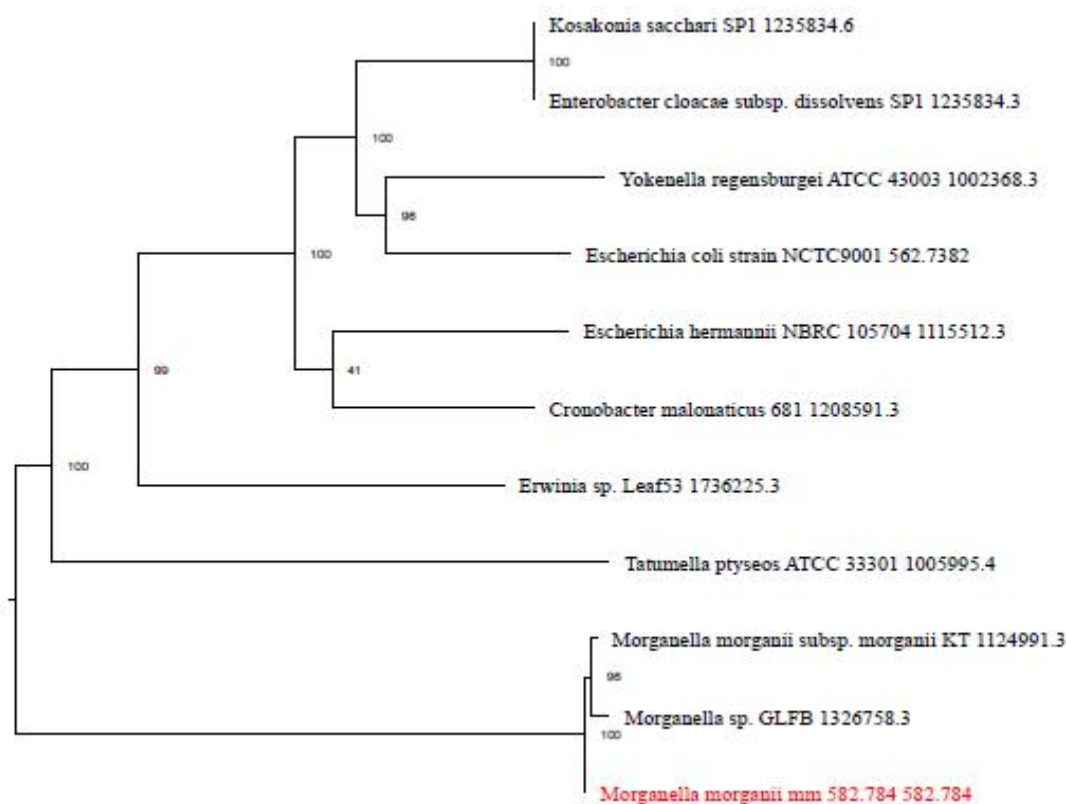 Kosakonia sacchari SP1 1235834.6
100
Enterobacter cloacae subsp. dissolvens SP1 1235834.3
100
Yokenella regensburgei ATCC 43003 1002368.3
96
Escherichia coli strain NCTC9001 562.7382
100
Escherichia hermannii NBRC 105704 1115512.3
99
41
Cronobacter malonaticus 681 1208591.3
100
Erwinia sp. Leaf53 1736225.3
Tatumella ptyseos ATCC 33301 1005995.4
Morganella morganii subsp. morganii KT 1124991.3
96
Morganella sp. GLFB 1326758.3
100
Morganella morganii mm 582.784 582.784